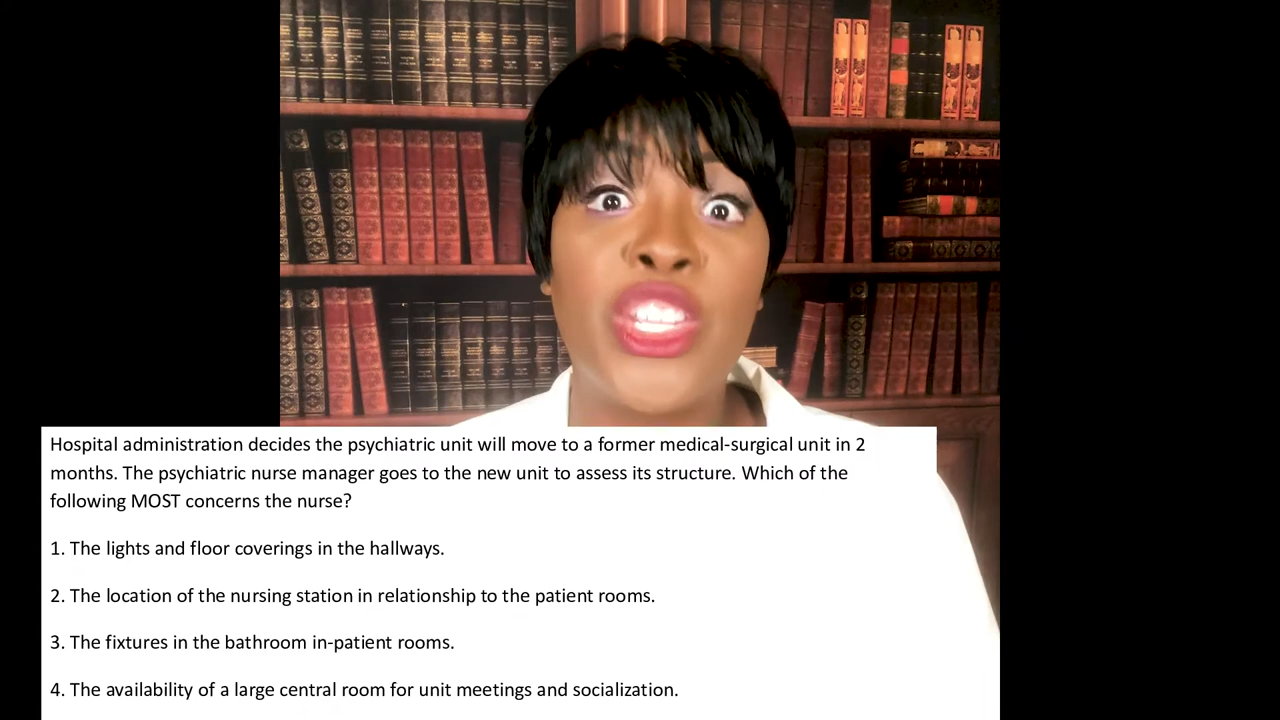 Hospital administration decides the psychiatric unit will move to a former medical-surgical unit in 2
months. The psychiatric nurse manager goes to the new unit to assess its structure. Which of the
following MOST concerns the nurse?
1. The lights and floor coverings in the hallways.
2. The location of the nursing station in relationship to the patient rooms.
3. The fixtures in the bathroom in-patient rooms.
4. The availability of a large central room for unit meetings and socialization.